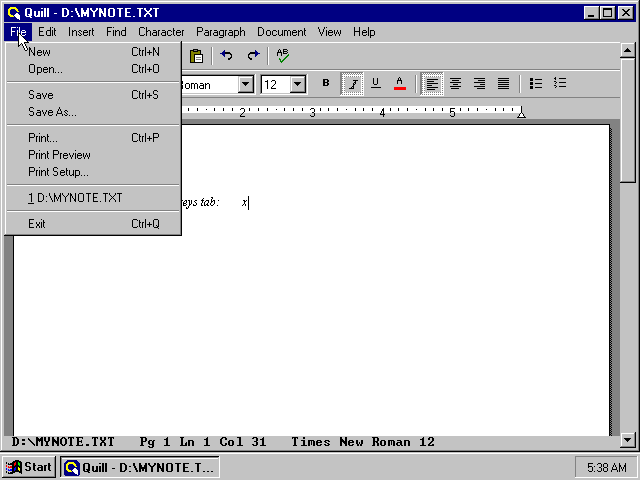 Quill - D:\MYNOTE.TXT
File Edit Insert Find Character Paragraph Document View Help
New Ctrl+N
Open... Ctrl+O
Save Ctrl+S
Save As...
Print... Ctrl+P
Print Preview
Print Setup...
1 D:\MYNOTE.TXT
Exit Ctrl+Q
Roman 12 B I U A
2 3 4 5
keys tab: x
D:\MYNOTE.TXT Pg 1 Ln 1 Col 31 Times New Roman 12
Start Quill - D:\MYNOTE.T... 5:38 AM